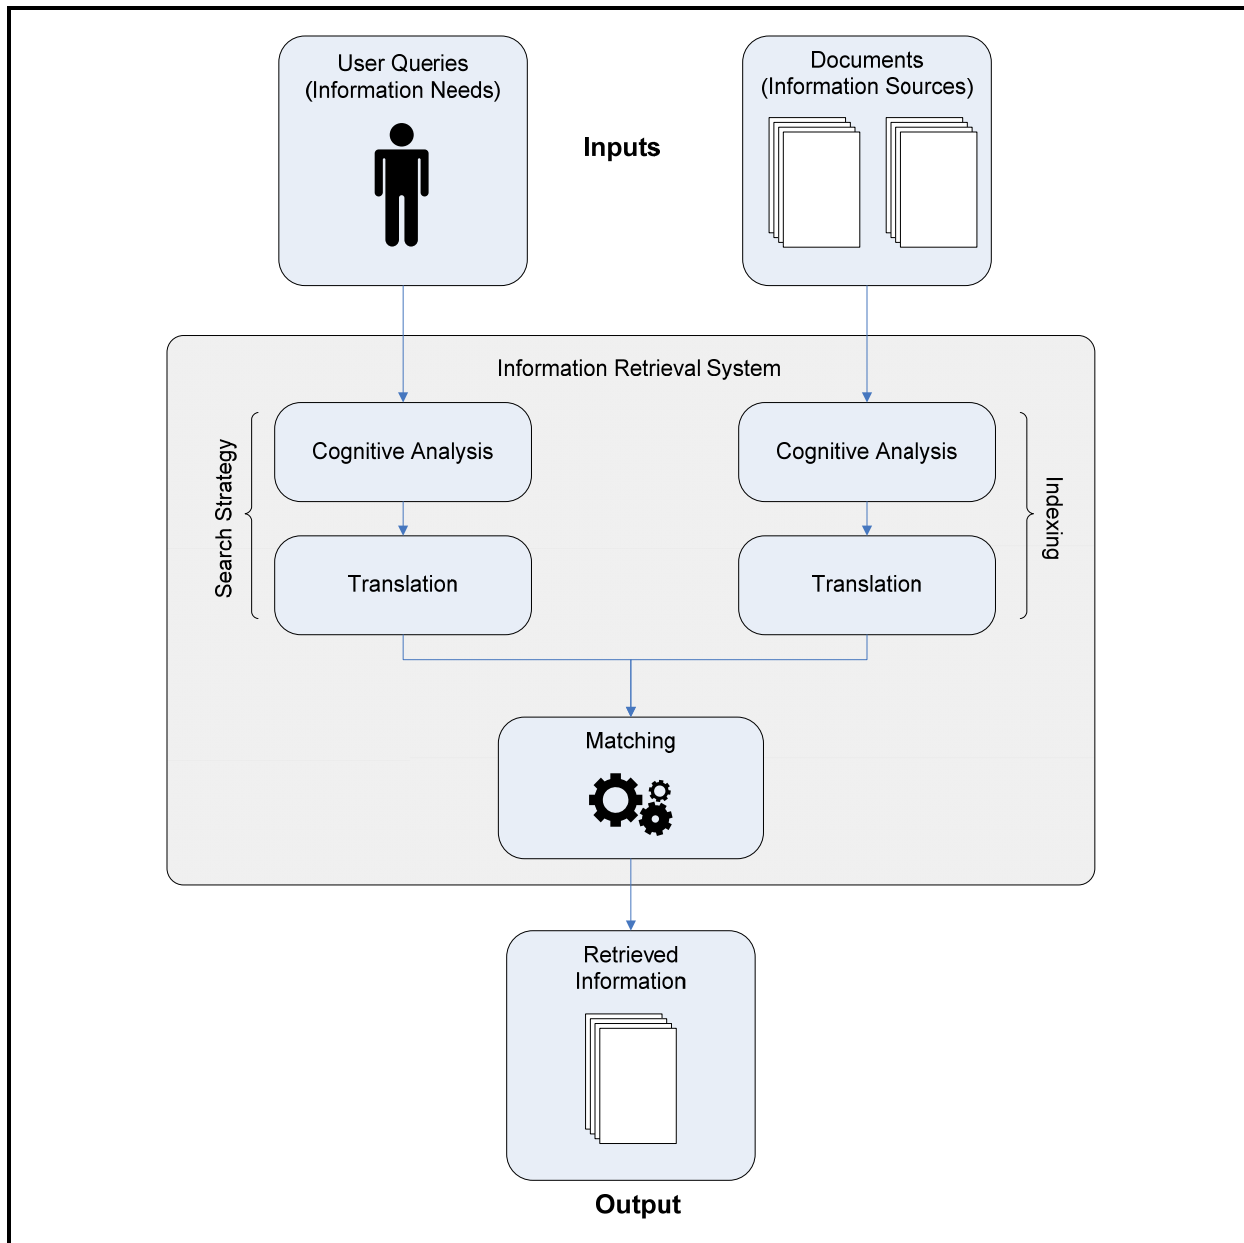 User Queries
(Information Needs)
Documents
(Information Sources)
Inputs
Information Retrieval System
Search Strategy
Cognitive Analysis
Translation
Cognitive Analysis
Translation
Indexing
Matching
Retrieved
Information
Output